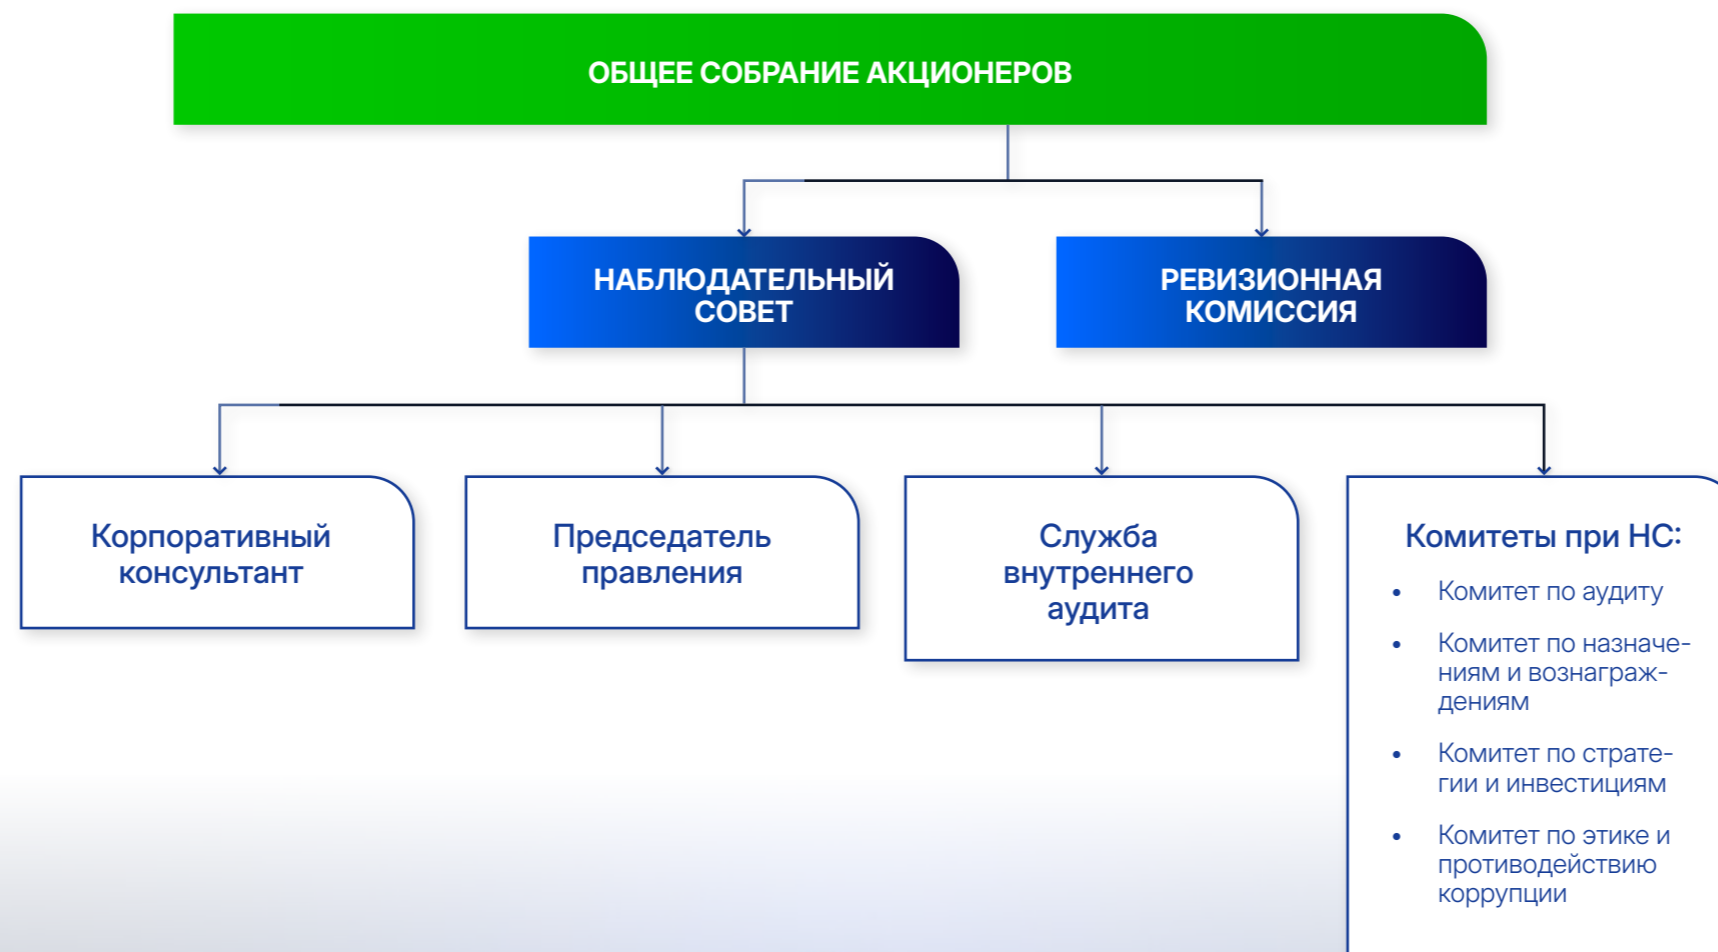 ОБЩЕЕ СОБРАНИЕ АКЦИОНЕРОВ
НАБЛЮДАТЕЛЬНЫЙ
СОВЕТ
РЕВИЗИОННАЯ
КОМИССИЯ
Корпоративный
консультант
Председатель
правления
Служба
внутреннего
аудита
Комитеты при НС:
• Комитет по аудиту
• Комитет по назначе-
ниям и вознаграж-
дениям
• Комитет по страте-
гии и инвестициям
• Комитет по этике и
противодействию
коррупции